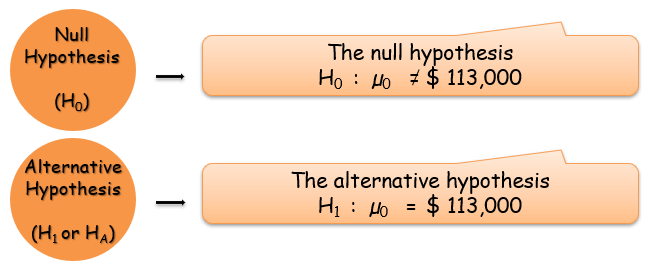 Null
Hypothesis
(H₀)
The null hypothesis
H₀ : μ₀ ≠ $ 113,000
Alternative
Hypothesis
(H₁ or H_A)
The alternative hypothesis
H₁ : μ₀ = $ 113,000